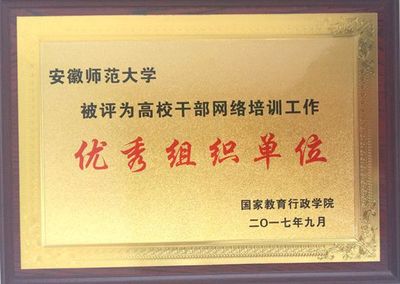 安徽师范大学
被评为高校干部网络培训工作
优秀组织单位
国家教育行政学院
二〇一七年九月